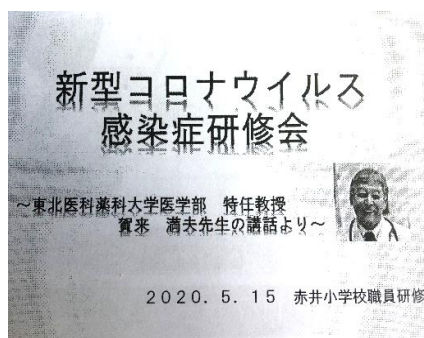 新型コロナウイルス
感染症研修会
～東北医科薬科大学医学部 特任教授
賀来 満夫先生の講話より～
2020.5.15 赤井小学校職員研修